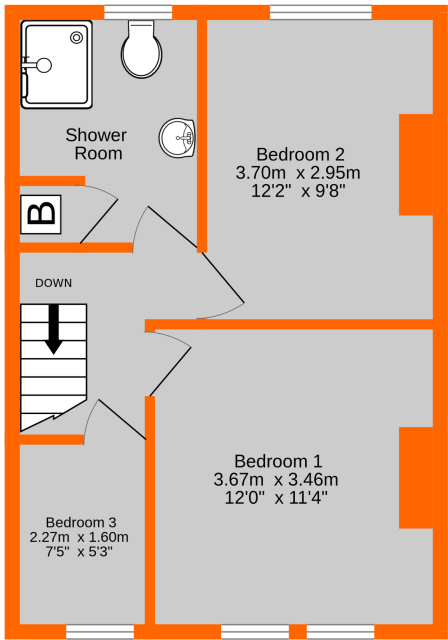 Shower
Room
Bedroom 2
3.70m x 2.95m
12'2" x 9'8"
B
DOWN
Bedroom 1
3.67m x 3.46m
12'0" x 11'4"
Bedroom 3
2.27m x 1.60m
7'5" x 5'3"